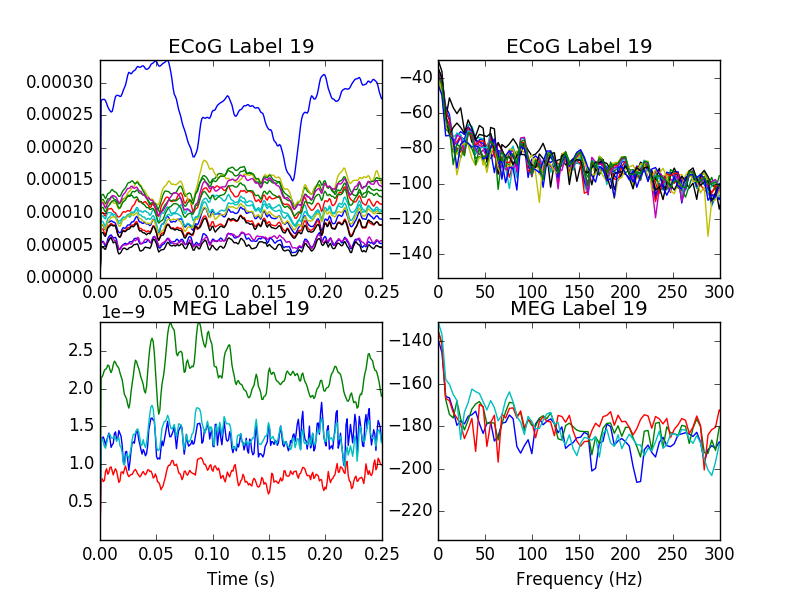 ECoG Label 19
0.00030
0.00025
0.00020
0.00015
0.00010
0.00005
0.00000
0.00 0.05 0.10 0.15 0.20 0.25
ECoG Label 19
−40
−60
−80
−100
−120
−140
0 50 100 150 200 250 300
MEG Label 19
1e−9
2.5
2.0
1.5
1.0
0.5
0.00 0.05 0.10 0.15 0.20 0.25
Time (s)
MEG Label 19
−140
−160
−180
−200
−220
0 50 100 150 200 250 300
Frequency (Hz)